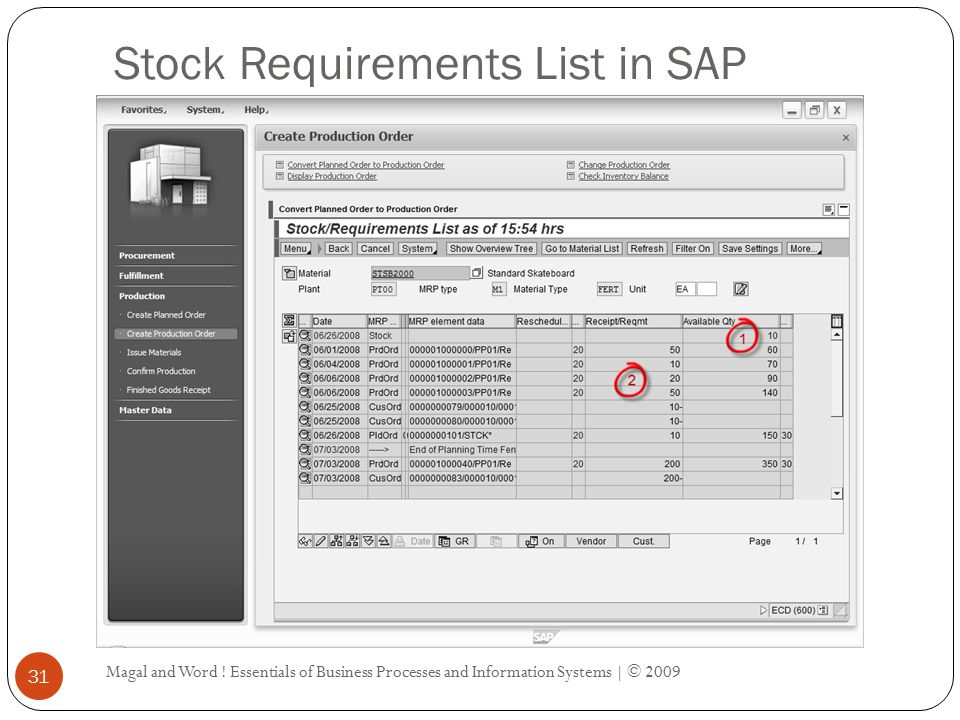 Stock Requirements List in SAP
Favorites, System, Help,
Create Production Order ×
Convert Planned Order to Production Order Change Production Order
Display Production Order Check Inventory Balance
Convert Planned Order to Production Order
Stock/Requirements List as of 15:54 hrs
Menu Back Cancel System Show Overview Tree Go to Material List Refresh Filter On Save Settings More...
Material STSB2000 Standard Skateboard
Plant PT00 MRP type M1 Material Type FERT Unit EA
Procurement
Fulfillment
Production
Create Planned Order
Create Production Order
Issue Materials
Confirm Production
Finished Goods Receipt
Master Data
... Date MRP ... MRP element data Reschedul... ... Receipt/Reqmt Available Qty ...
06/26/2008 Stock 10
06/01/2008 PrdOrd 000001000000/PP01/Re 20 50 60
06/04/2008 PrdOrd 000001000001/PP01/Re 20 10 70
06/06/2008 PrdOrd 000001000002/PP01/Re 20 20 90
06/06/2008 PrdOrd 000001000003/PP01/Re 20 50 140
06/25/2008 CusOrd 0000000079/000010/000 10-
06/25/2008 CusOrd 0000000080/000010/000 10-
06/26/2008 PldOrd 0000000101/STCK* 20 10 150 30
07/03/2008 -----> End of Planning Time Fen
07/03/2008 PrdOrd 000001000040/PP01/Re 20 200 350 30
07/03/2008 CusOrd 0000000083/000010/000 200-
1
2
Date GR On Vendor Cust. Page 1 / 1
ECD (600)
SAP
31
Magal and Word ! Essentials of Business Processes and Information Systems | © 2009